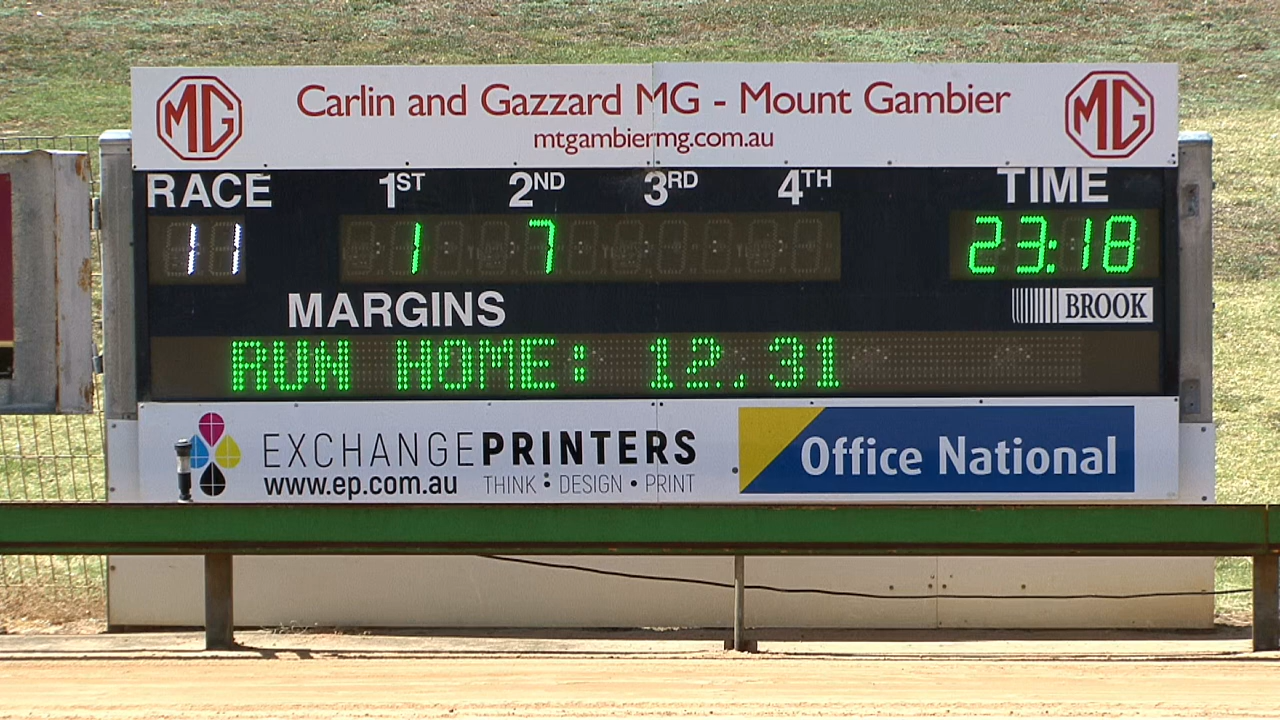 MG Carlin and Gazzard MG - Mount Gambier MG
mtgambiermg.com.au
RACE 1ST 2ND 3RD 4TH TIME
11 1 7 23:18
MARGINS BROOK
RUN HOME: 12.31
EXCHANGEPRINTERS Office National
www.ep.com.au THINK : DESIGN • PRINT